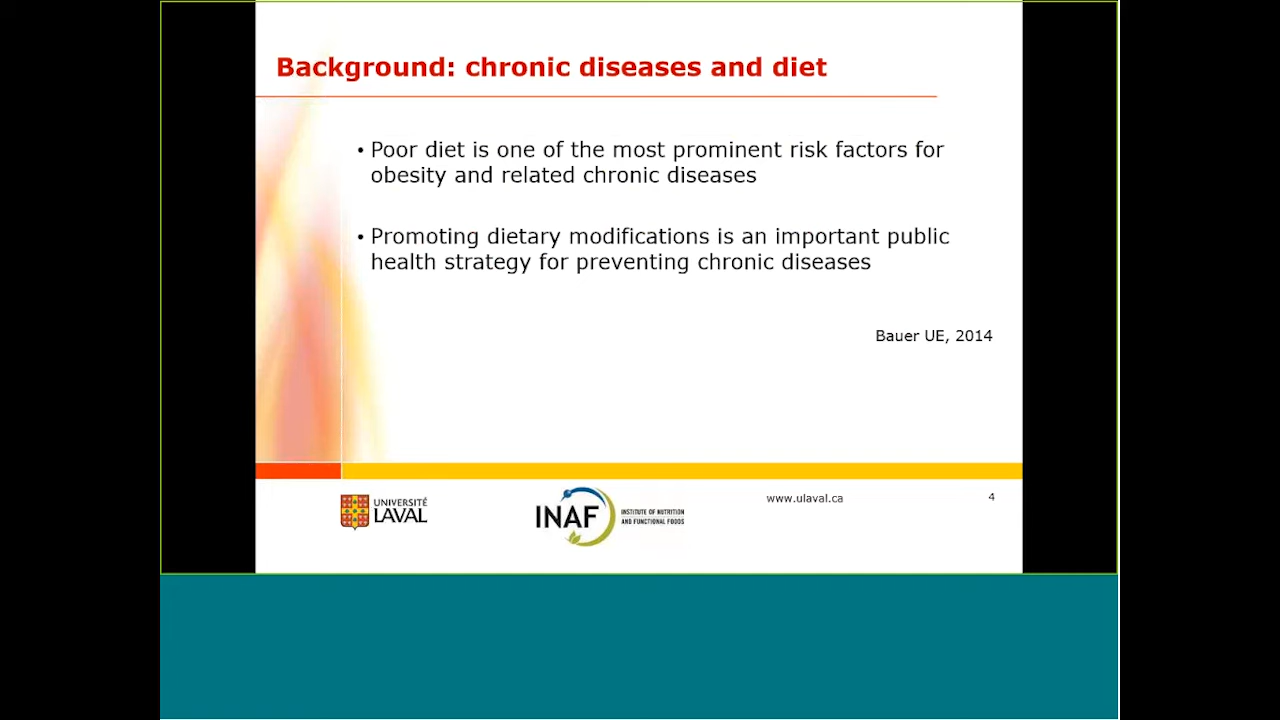 Background: chronic diseases and diet
• Poor diet is one of the most prominent risk factors for
obesity and related chronic diseases
• Promoting dietary modifications is an important public
health strategy for preventing chronic diseases
Bauer UE, 2014
UNIVERSITÉ
LAVAL
INAF
INSTITUTE OF NUTRITION
AND FUNCTIONAL FOODS
www.ulaval.ca
4